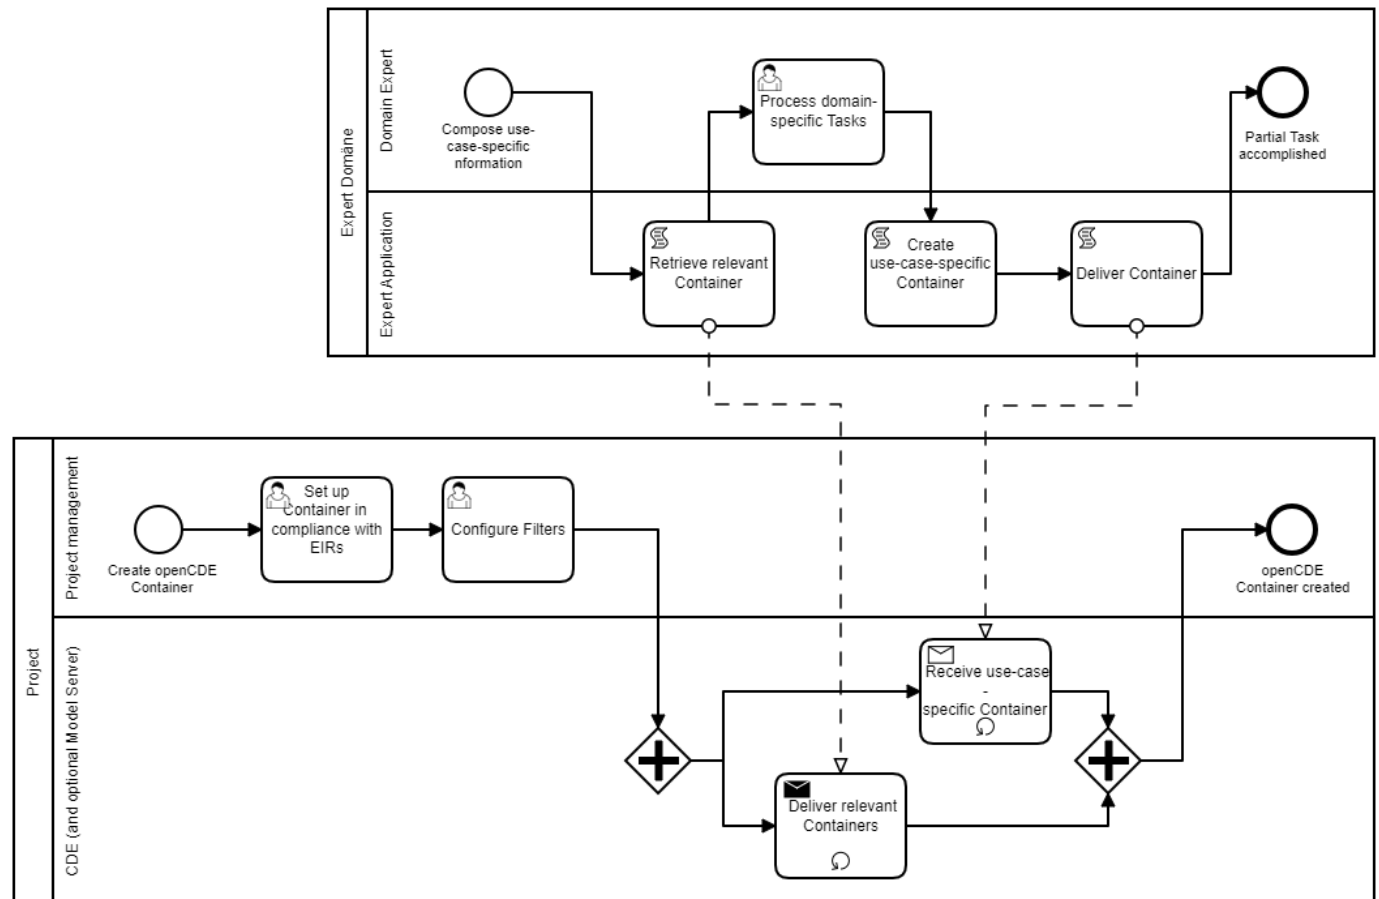 Expert Domäne
Domain Expert
Compose use-
case-specific
nformation
Process domain-
specific Tasks
Partial Task
accomplished
Expert Application
Retrieve relevant
Container
Create
use-case-specific
Container
Deliver Container
Project
Project management
Create openCDE
Container
Set up
Container in
compliance with
EIRs
Configure Filters
openCDE
Container created
CDE (and optional Model Server)
Receive use-case
-
specific Container
Deliver relevant
Containers